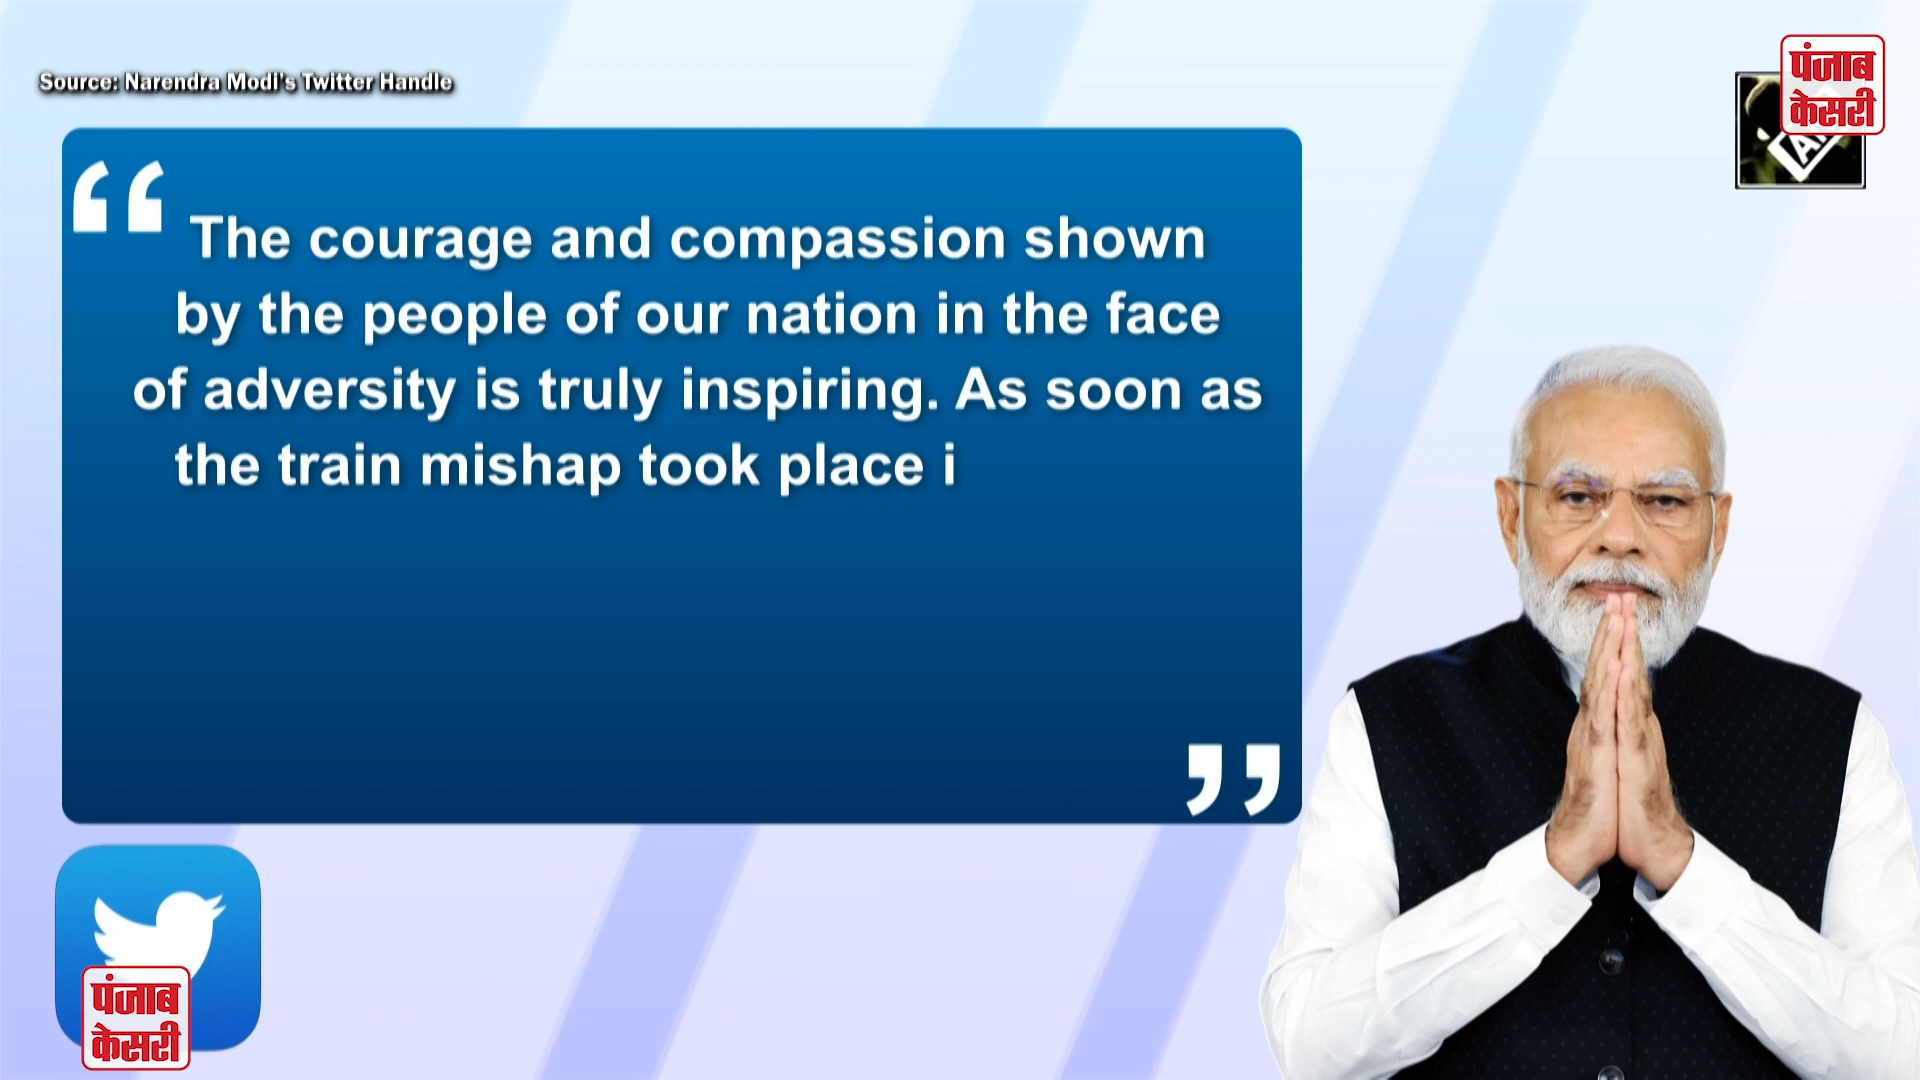 Source: Narendra Modi's Twitter Handle
पंजाब
केसरी
“ The courage and compassion shown
by the people of our nation in the face
of adversity is truly inspiring. As soon as
the train mishap took place i
”
पंजाब
केसरी